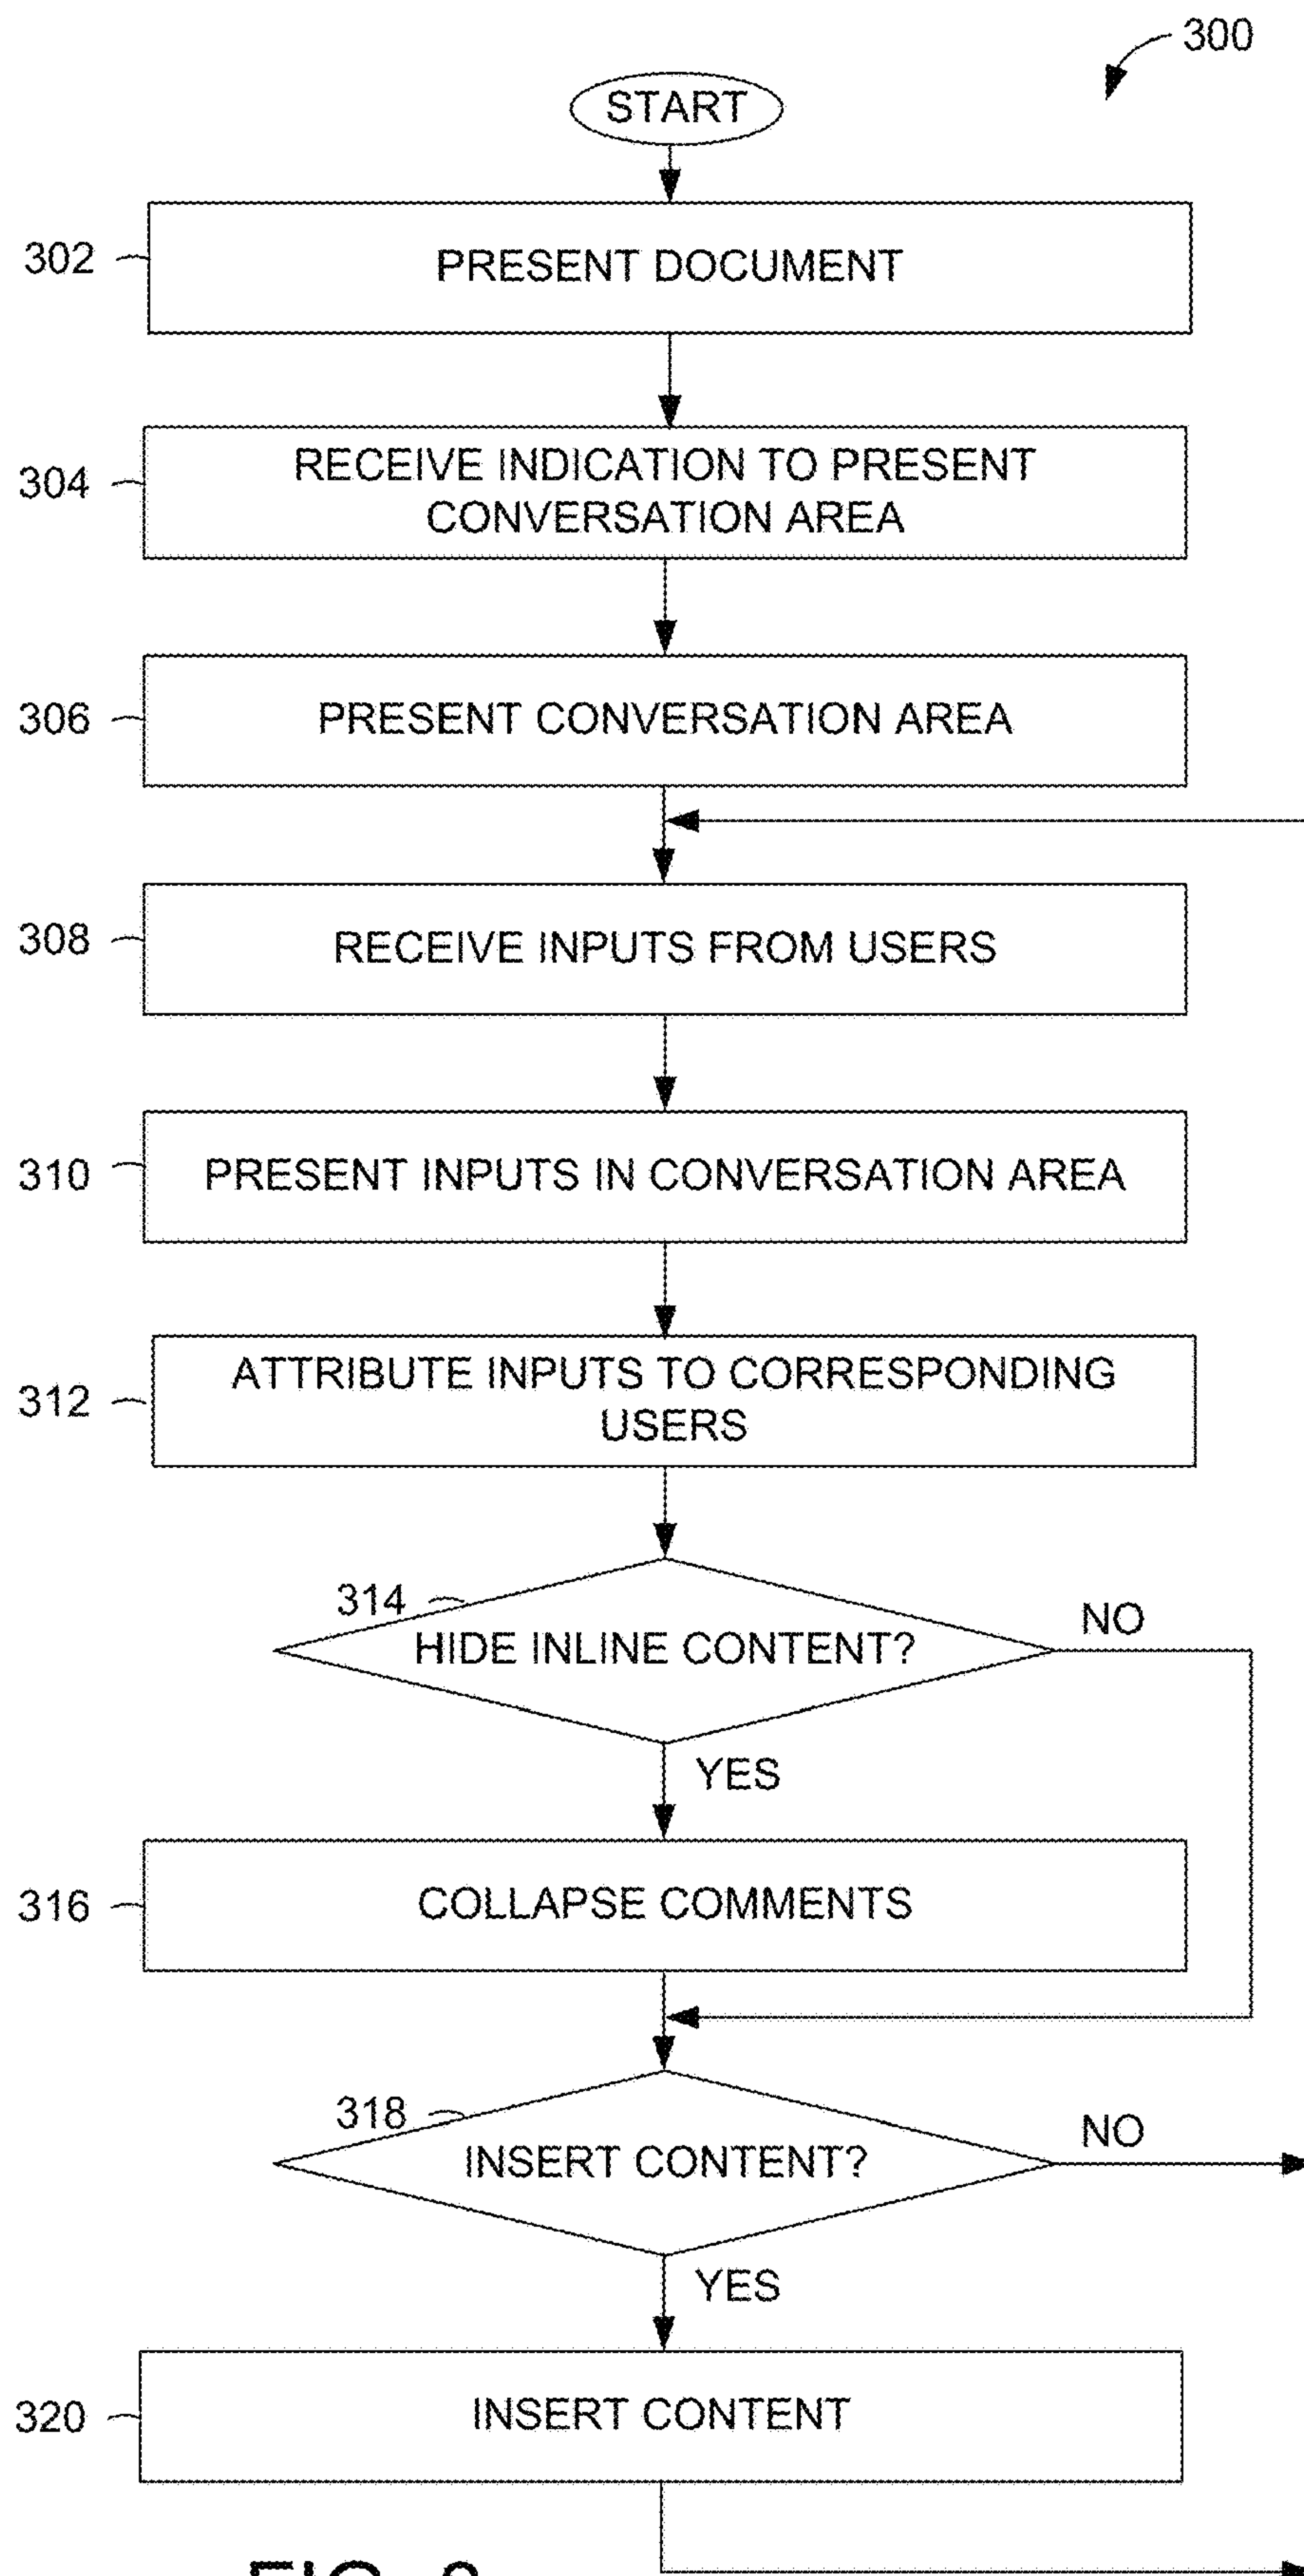 300
START
302
PRESENT DOCUMENT
304
RECEIVE INDICATION TO PRESENT
CONVERSATION AREA
306
PRESENT CONVERSATION AREA
308
RECEIVE INPUTS FROM USERS
310
PRESENT INPUTS IN CONVERSATION AREA
312
ATTRIBUTE INPUTS TO CORRESPONDING
USERS
314
HIDE INLINE CONTENT?
NO
YES
316
COLLAPSE COMMENTS
318
INSERT CONTENT?
NO
YES
320
INSERT CONTENT
FIG.